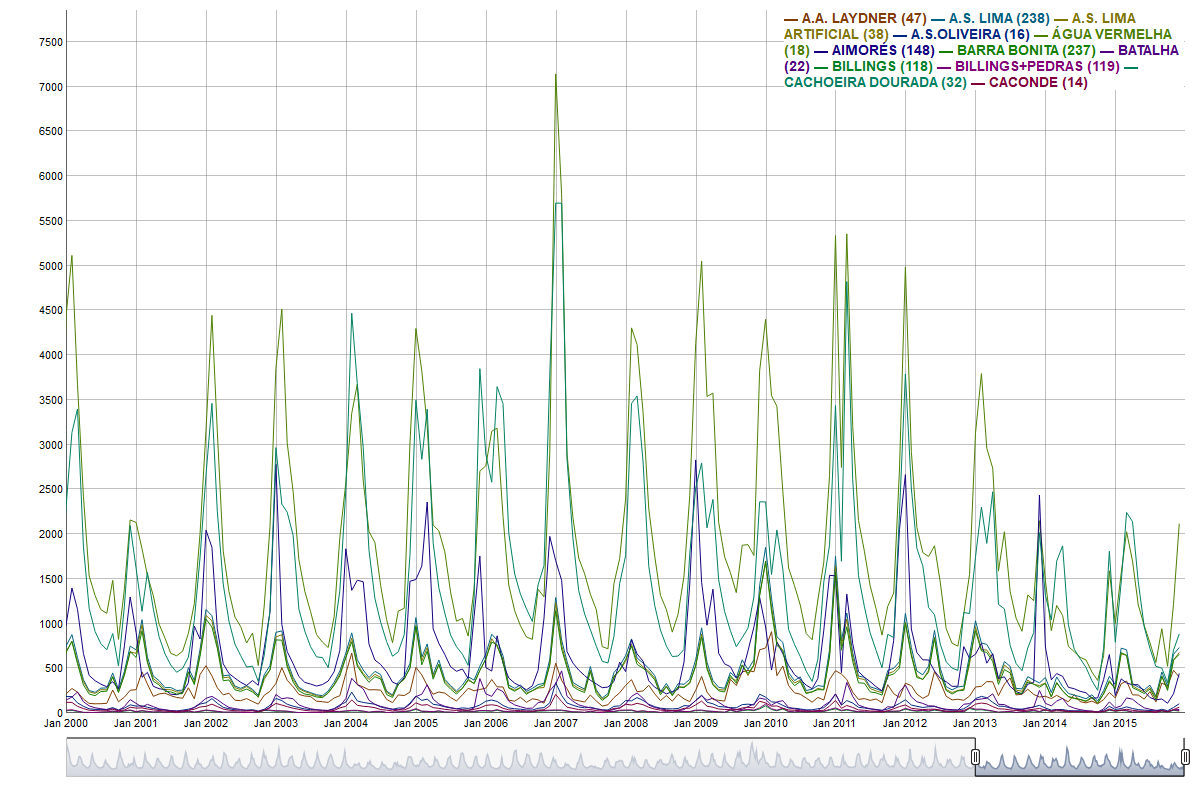 — A.A. LAYDNER (47) — A.S. LIMA (238) — A.S. LIMA
ARTIFICIAL (38) — A.S.OLIVEIRA (16) — ÁGUA VERMELHA
(18) — AIMORÉS (148) — BARRA BONITA (237) — BATALHA
(22) — BILLINGS (118) — BILLINGS+PEDRAS (119) —
CACHOEIRA DOURADA (32) — CACONDE (14)
7500
7000
6500
6000
5500
5000
4500
4000
3500
3000
2500
2000
1500
1000
500
0
Jan 2000 Jan 2001 Jan 2002 Jan 2003 Jan 2004 Jan 2005 Jan 2006 Jan 2007 Jan 2008 Jan 2009 Jan 2010 Jan 2011 Jan 2012 Jan 2013 Jan 2014 Jan 2015